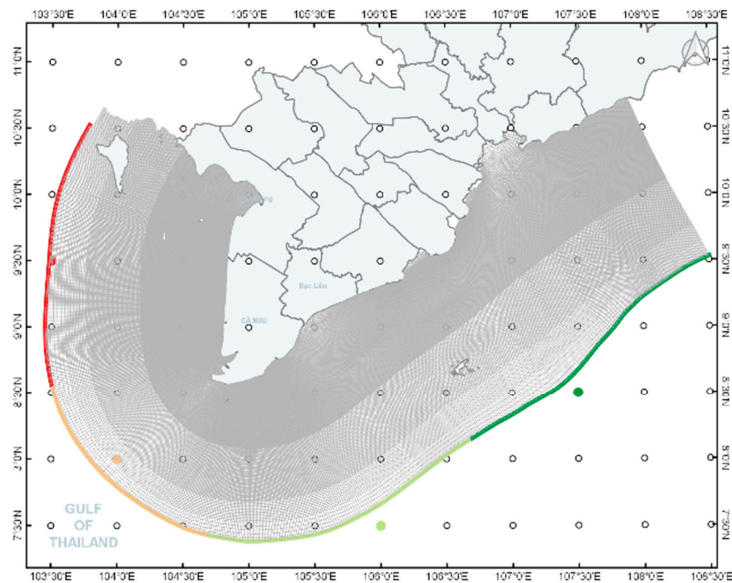 103°30'E 104°0'E 104°30'E 105°0'E 105°30'E 106°0'E 106°30'E 107°0'E 107°30'E 108°0'E 108°30'E
11°0'N 11°0'N
10°30'N 10°30'N
10°0'N 10°0'N
9°30'N 9°30'N
Bạc Liêu
CÀ MAU
9°0'N 9°0'N
8°30'N 8°30'N
8°0'N 8°0'N
GULF
OF
THAILAND
7°30'N 7°30'N
103°30'E 104°0'E 104°30'E 105°0'E 105°30'E 106°0'E 106°30'E 107°0'E 107°30'E 108°0'E